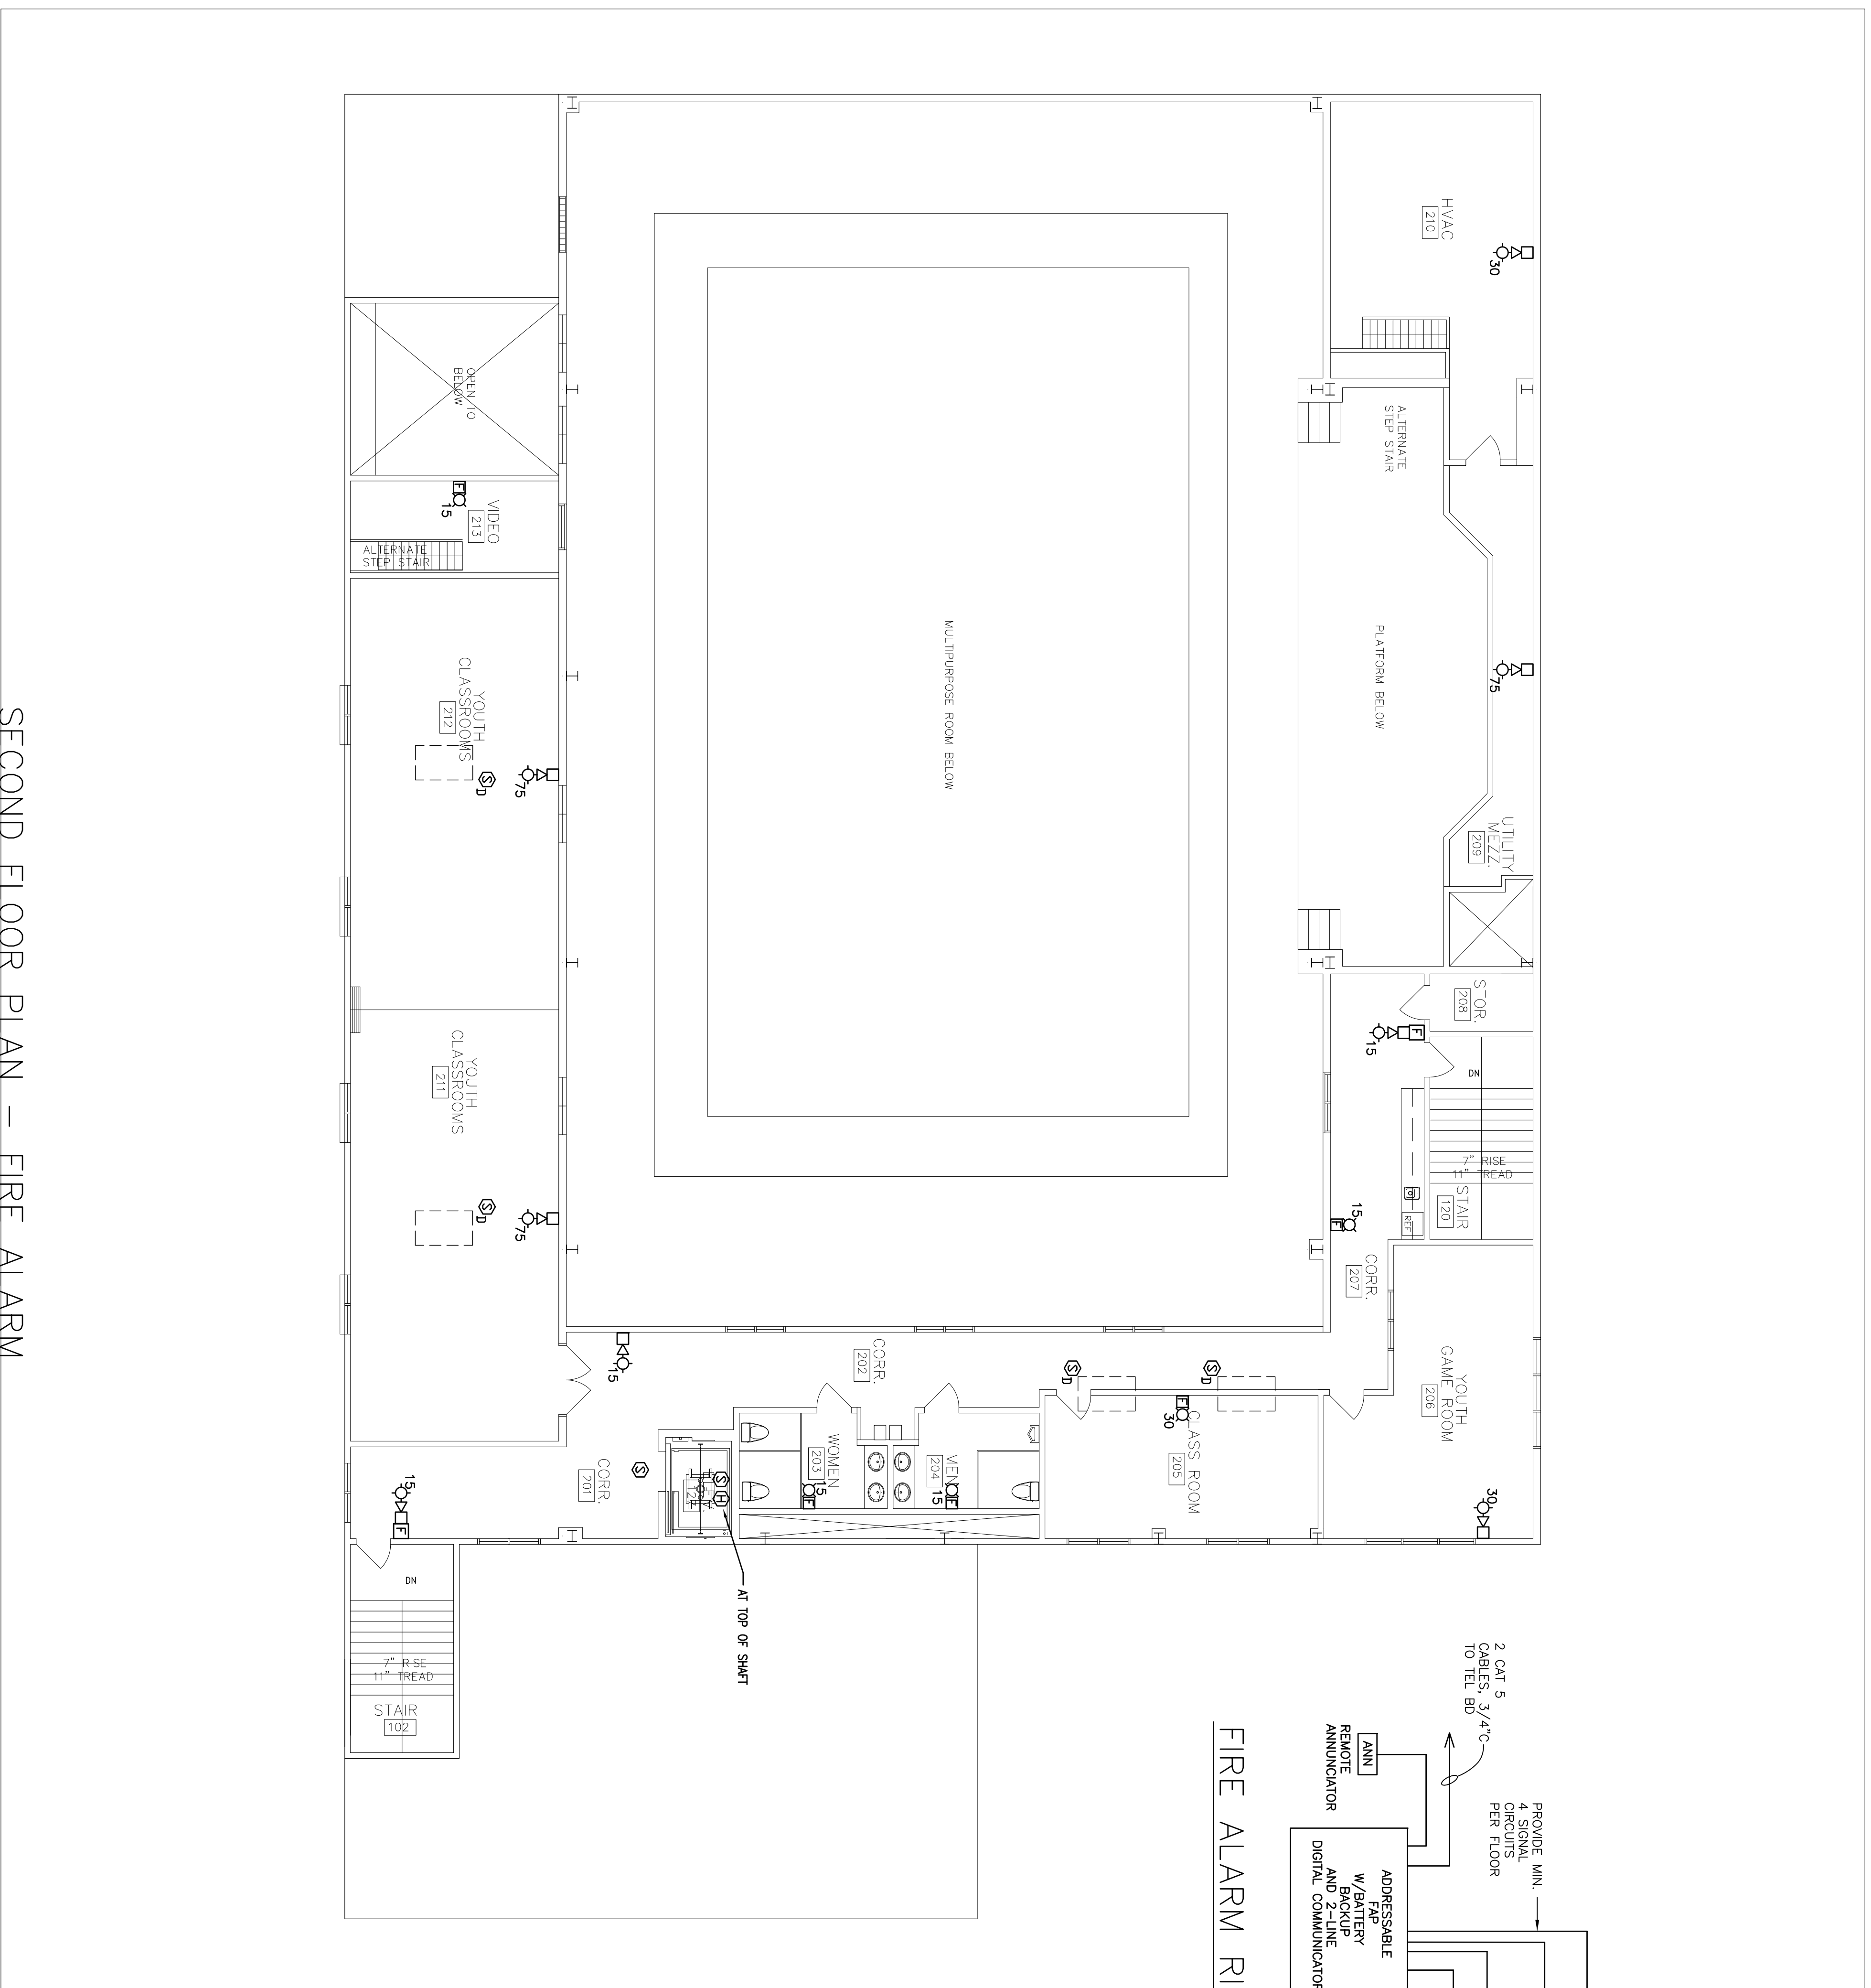 SECOND FLOOR PLAN – FIRE ALARM
HVAC
210
30
ALTERNATE
STEP STAIR
PLATFORM BELOW
75
UTILITY
MEZZ.
209
STOR.
208
F
15
DN
7" RISE
11" TREAD
STAIR
120
REF
15
F
CORR.
207
YOUTH
GAME ROOM
206
30
MULTIPURPOSE ROOM BELOW
OPEN TO
BELOW
VIDEO
213
F
15
ALTERNATE
STEP STAIR
YOUTH
CLASSROOMS
212
S
D
75
YOUTH
CLASSROOMS
211
S
D
75
15
CORR.
202
S
D
S
D
F
30
CLASS ROOM
205
MEN
204
15
F
WOMEN
203
15
F
S
H
AT TOP OF SHAFT
S
CORR.
201
15
F
DN
7" RISE
11" TREAD
STAIR
102
2 CAT 5
CABLES, 3/4"C
TO TEL BD
PROVIDE MIN.
4 SIGNAL
CIRCUITS
PER FLOOR
ANN
REMOTE
ANNUNCIATOR
ADDRESSABLE
FAP
W/BATTERY
BACKUP
AND 2-LINE
DIGITAL COMMUNICATOR
FIRE ALARM RI